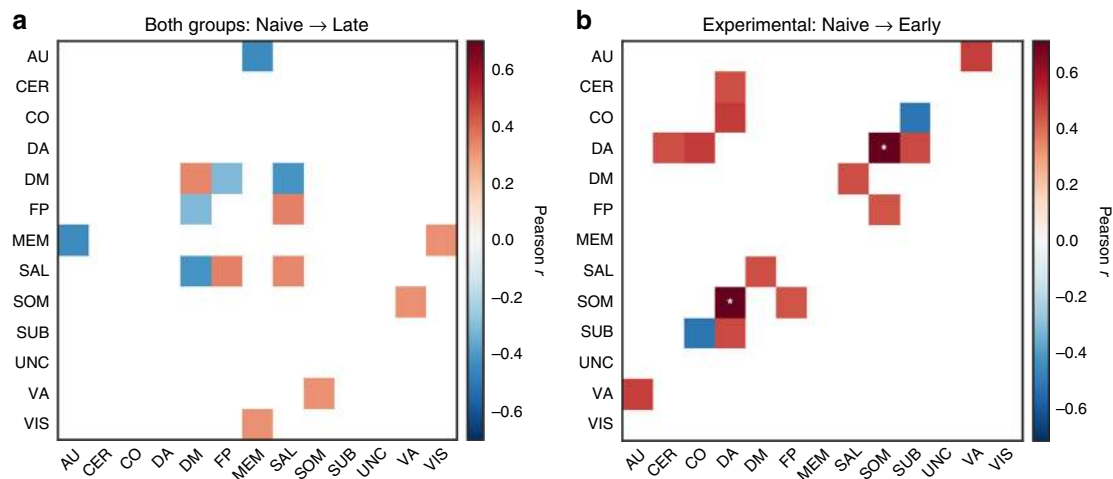 a
Both groups: Naive → Late
AU
CER
CO
DA
DM
FP
MEM
SAL
SOM
SUB
UNC
VA
VIS
AU
CER
CO
DA
DM
FP
MEM
SAL
SOM
SUB
UNC
VA
VIS
0.6
0.4
0.2
0.0
−0.2
−0.4
−0.6
Pearson r
b
Experimental: Naive → Early
AU
CER
CO
DA
DM
FP
MEM
SAL
SOM
SUB
UNC
VA
VIS
*
*
AU
CER
CO
DA
DM
FP
MEM
SAL
SOM
SUB
UNC
VA
VIS
0.6
0.4
0.2
0.0
−0.2
−0.4
−0.6
Pearson r